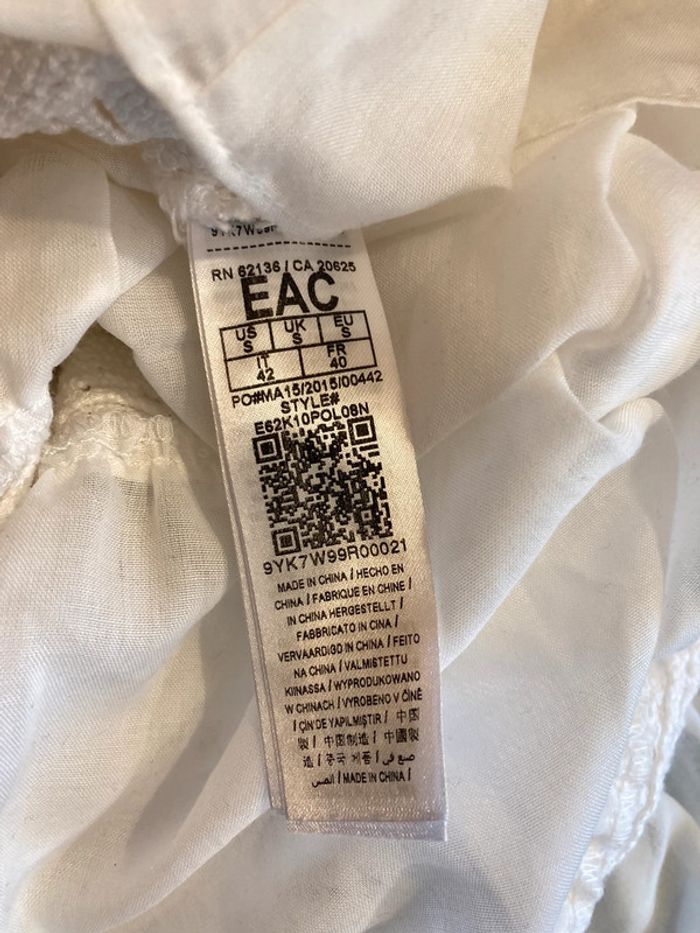 RN 62136 / CA 20625
EAC
US UK EU
S S S
IT FR
42 40
PO#MA15/2015/00442
STYLE#
E62K10POL08N
9YK7W99R00021
MADE IN CHINA / HECHO EN
CHINA / FABRIQUE EN CHINE /
IN CHINA HERGESTELLT /
FABBRICATO IN CINA /
VERVAARDIGD IN CHINA / FEITO
NA CHINA / VALMISTETTU
KIINASSA / WYPRODUKOWANO
W CHINACH / VYROBENO V ČÍNĚ
/ ÇİN'DE YAPILMIŞTIR / 中国
製 / 中国制造 / 中國製
造 / 중국 제품 / صنع في
الصين / MADE IN CHINA /